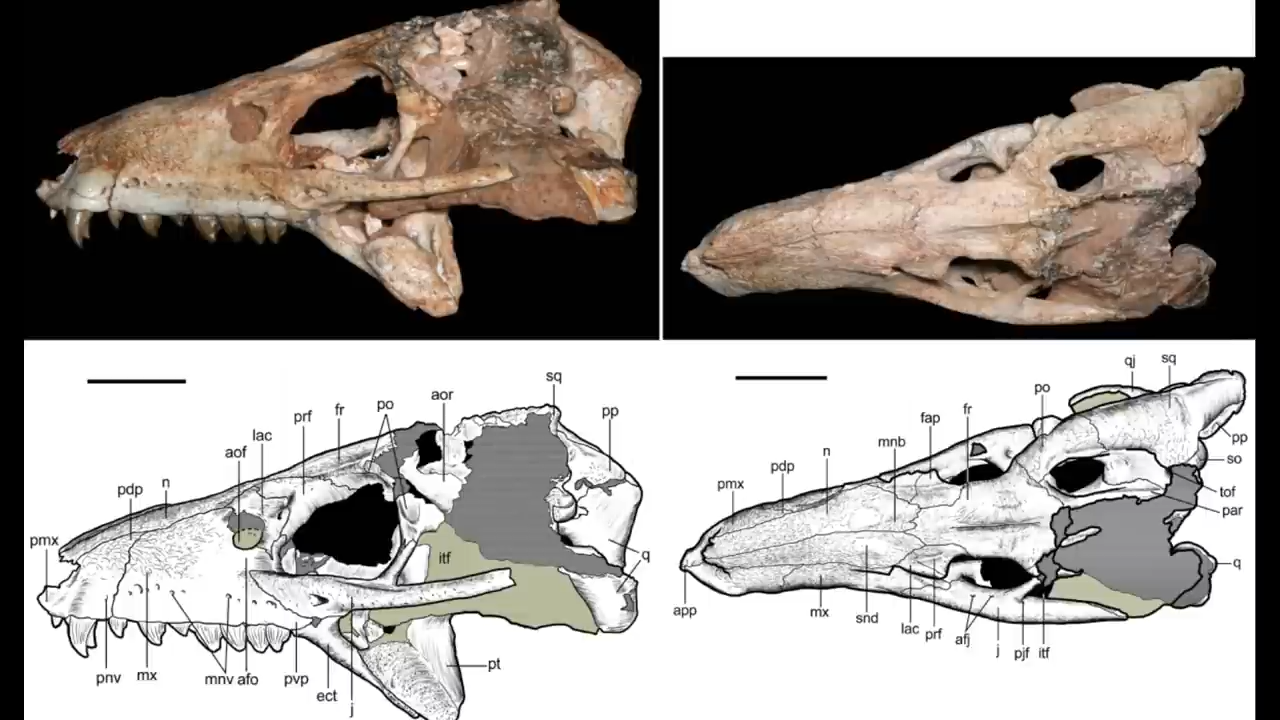 sq
aor
pp
po
fr
prf
lac
aof
n
pdp
pmx
itf
q
pnv
mx
mnv
afo
pvp
ect
j
pt
qj
sq
po
fr
fap
mnb
n
pdp
pmx
pp
so
tof
par
q
app
mx
snd
lac
prf
afj
j
pjf
itf